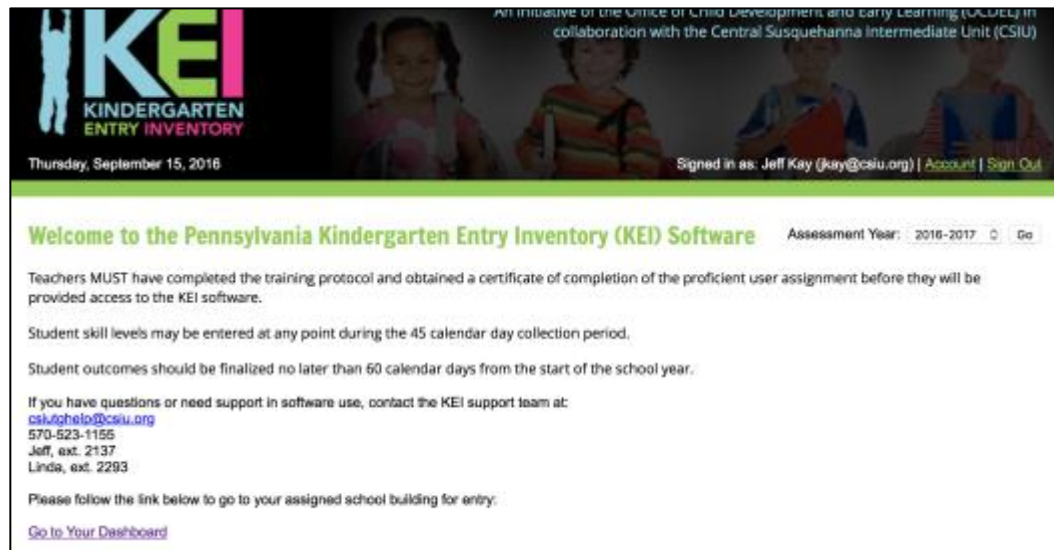 An initiative of the Office of Child Development and Early Learning (OCDEL) in
collaboration with the Central Susquehanna Intermediate Unit (CSIU)
KEI
KINDERGARTEN
ENTRY INVENTORY
Thursday, September 15, 2016
Signed in as: Jeff Kay (jkay@csiu.org) | Account | Sign Out
Welcome to the Pennsylvania Kindergarten Entry Inventory (KEI) Software
Assessment Year: 2016-2017 Go
Teachers MUST have completed the training protocol and obtained a certificate of completion of the proficient user assignment before they will be
provided access to the KEI software.
Student skill levels may be entered at any point during the 45 calendar day collection period.
Student outcomes should be finalized no later than 60 calendar days from the start of the school year.
If you have questions or need support in software use, contact the KEI support team at:
csiutghelp@csiu.org
570-523-1155
Jeff, ext. 2137
Linda, ext. 2293
Please follow the link below to go to your assigned school building for entry:
Go to Your Dashboard